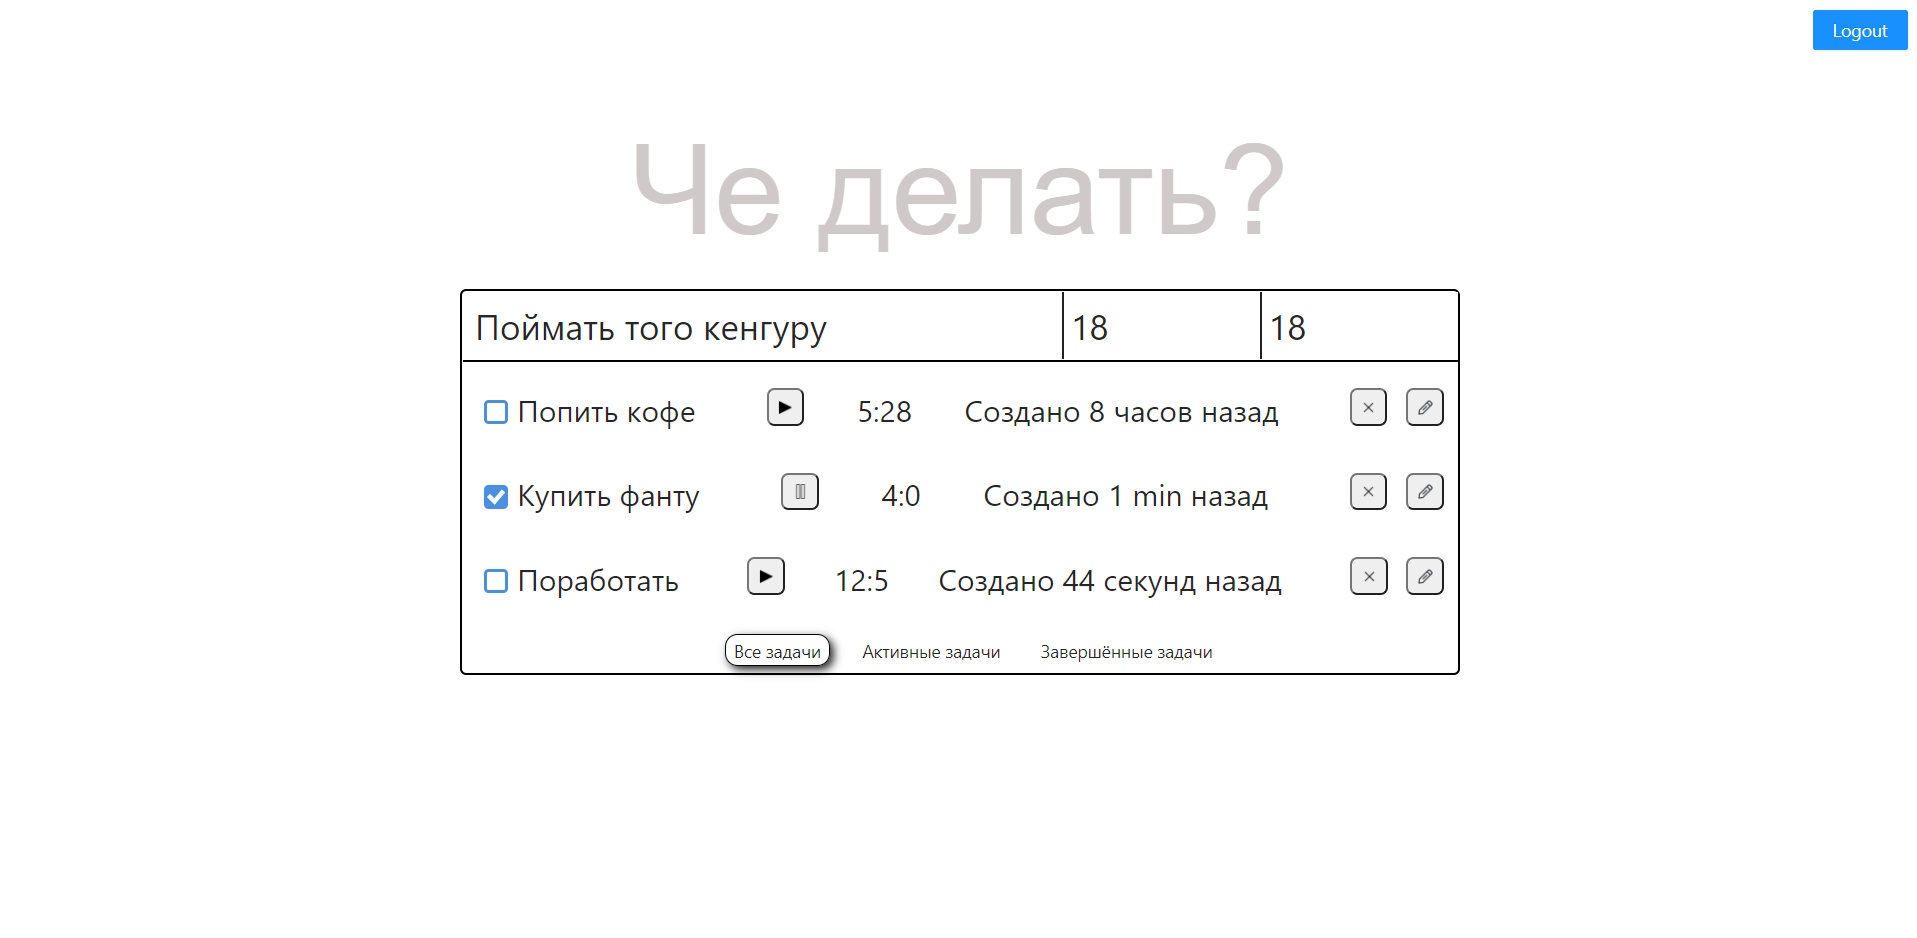 Logout
Че делать?
Поймать того кенгуру 18 18
Попить кофе 5:28 Создано 8 часов назад
Купить фанту 4:0 Создано 1 min назад
Поработать 12:5 Создано 44 секунд назад
Все задачи Активные задачи Завершённые задачи